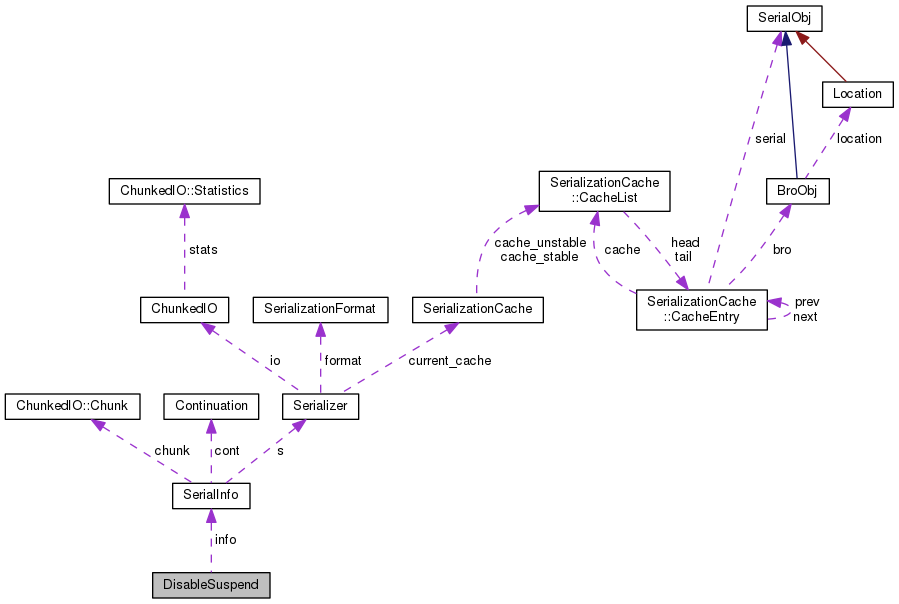 SerialObj
Location
serial
location
ChunkedIO::Statistics
SerializationCache
::CacheList
BroObj
stats
cache_unstable
cache_stable
cache
head
tail
bro
ChunkedIO
SerializationFormat
SerializationCache
SerializationCache
::CacheEntry
prev
next
io
format
current_cache
ChunkedIO::Chunk
Continuation
Serializer
chunk
cont
s
SerialInfo
info
DisableSuspend